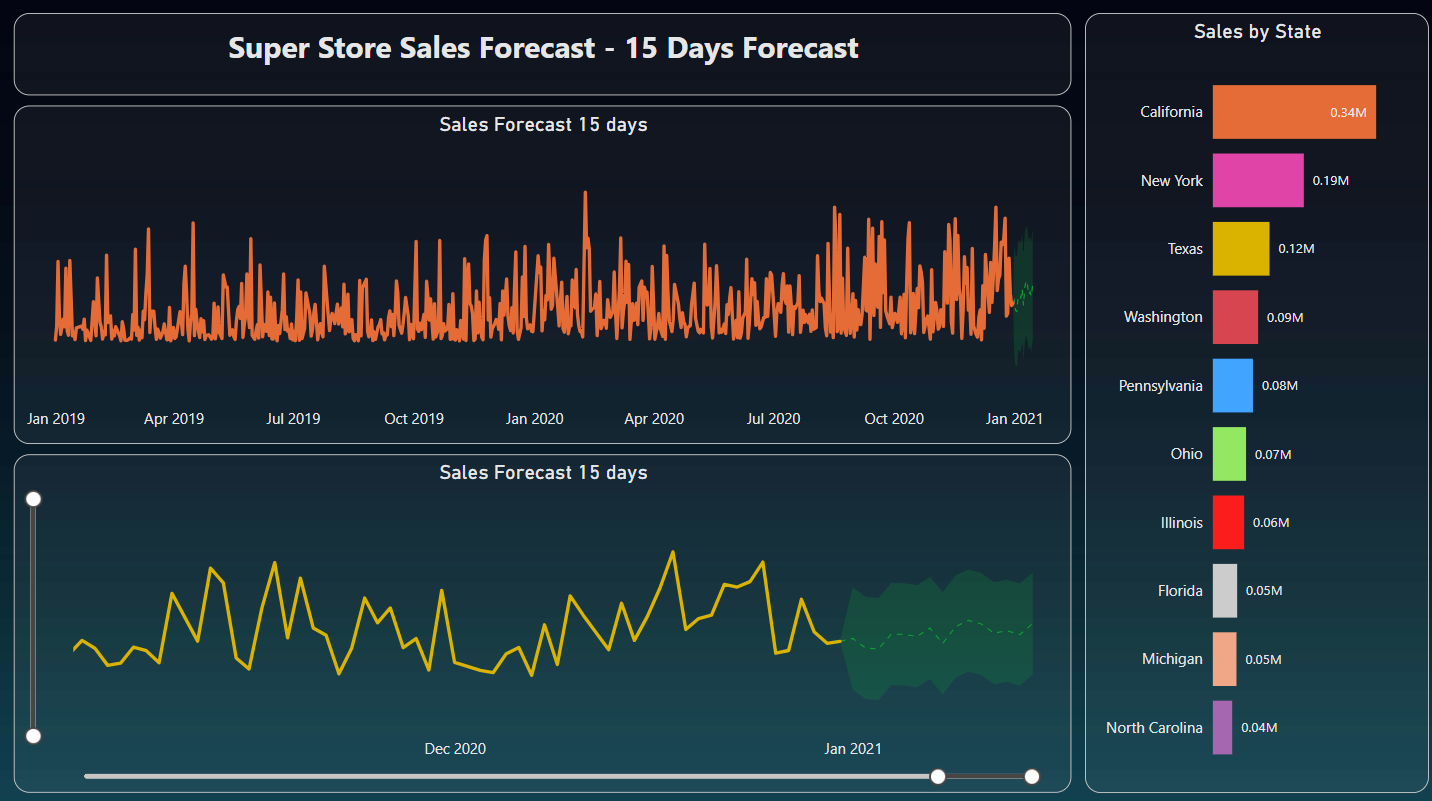 Super Store Sales Forecast - 15 Days Forecast
Sales Forecast 15 days
Jan 2019 Apr 2019 Jul 2019 Oct 2019 Jan 2020 Apr 2020 Jul 2020 Oct 2020 Jan 2021
Sales Forecast 15 days
Dec 2020 Jan 2021
Sales by State
California 0.34M
New York 0.19M
Texas 0.12M
Washington 0.09M
Pennsylvania 0.08M
Ohio 0.07M
Illinois 0.06M
Florida 0.05M
Michigan 0.05M
North Carolina 0.04M